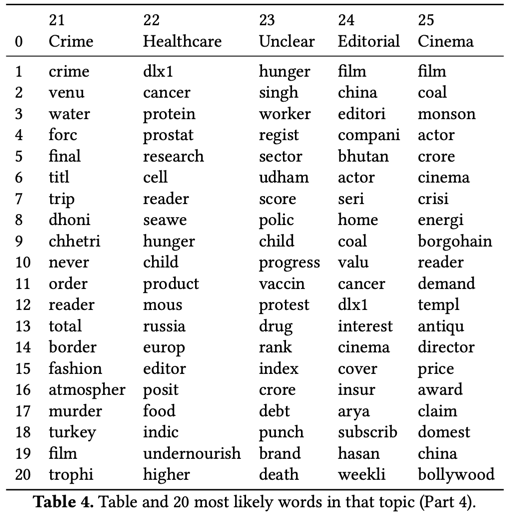 21 22 23 24 25
0 Crime Healthcare Unclear Editorial Cinema
1 crime dlx1 hunger film film
2 venu cancer singh china coal
3 water protein worker editori monson
4 forc prostat regist compani actor
5 final research sector bhutan crore
6 titl cell udham actor cinema
7 trip reader score seri crisi
8 dhoni seawe polic home energi
9 chhetri hunger child coal borgohain
10 never child progress valu reader
11 order product vaccin cancer demand
12 reader mous protest dlx1 templ
13 total russia drug interest antiqu
14 border europ rank cinema director
15 fashion editor index cover price
16 atmospher posit crore insur award
17 murder food debt arya claim
18 turkey indic punch subscrib domest
19 film undernourish brand hasan china
20 trophi higher death weekli bollywood
Table 4. Table and 20 most likely words in that topic (Part 4).